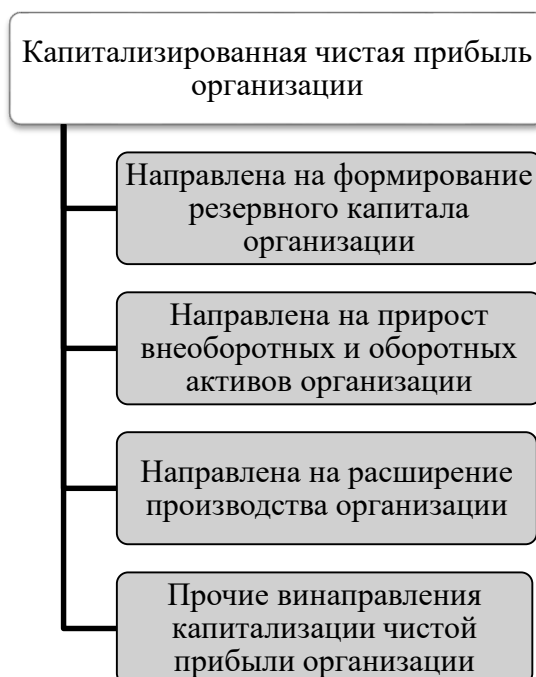 Капитализированная чистая прибыль
организации
Направлена на формирование
резервного капитала
организации
Направлена на прирост
внеоборотных и оборотных
активов организации
Направлена на расширение
производства организации
Прочие винаправления
капитализации чистой
прибыли организации